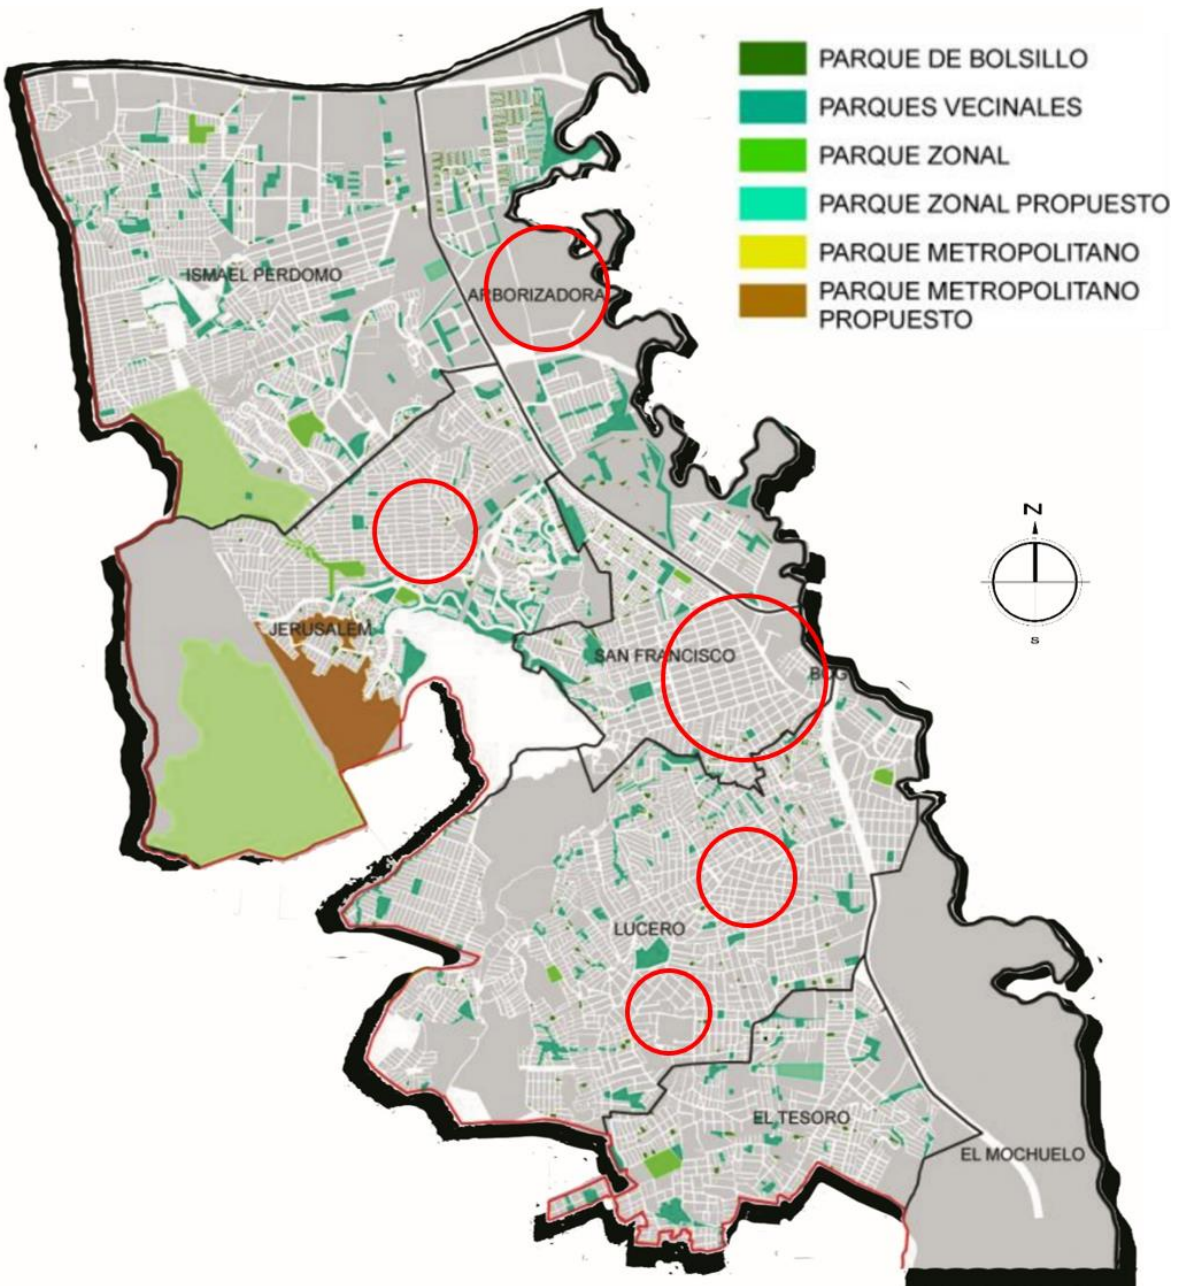 PARQUE DE BOLSILLO
PARQUES VECINALES
PARQUE ZONAL
PARQUE ZONAL PROPUESTO
PARQUE METROPOLITANO
PARQUE METROPOLITANO
PROPUESTO
ISMAEL PERDOMO
ARBORIZADORA
N
S
JERUSALEM
SAN FRANCISCO
BOG
LUCERO
EL TESORO
EL MOCHUELO